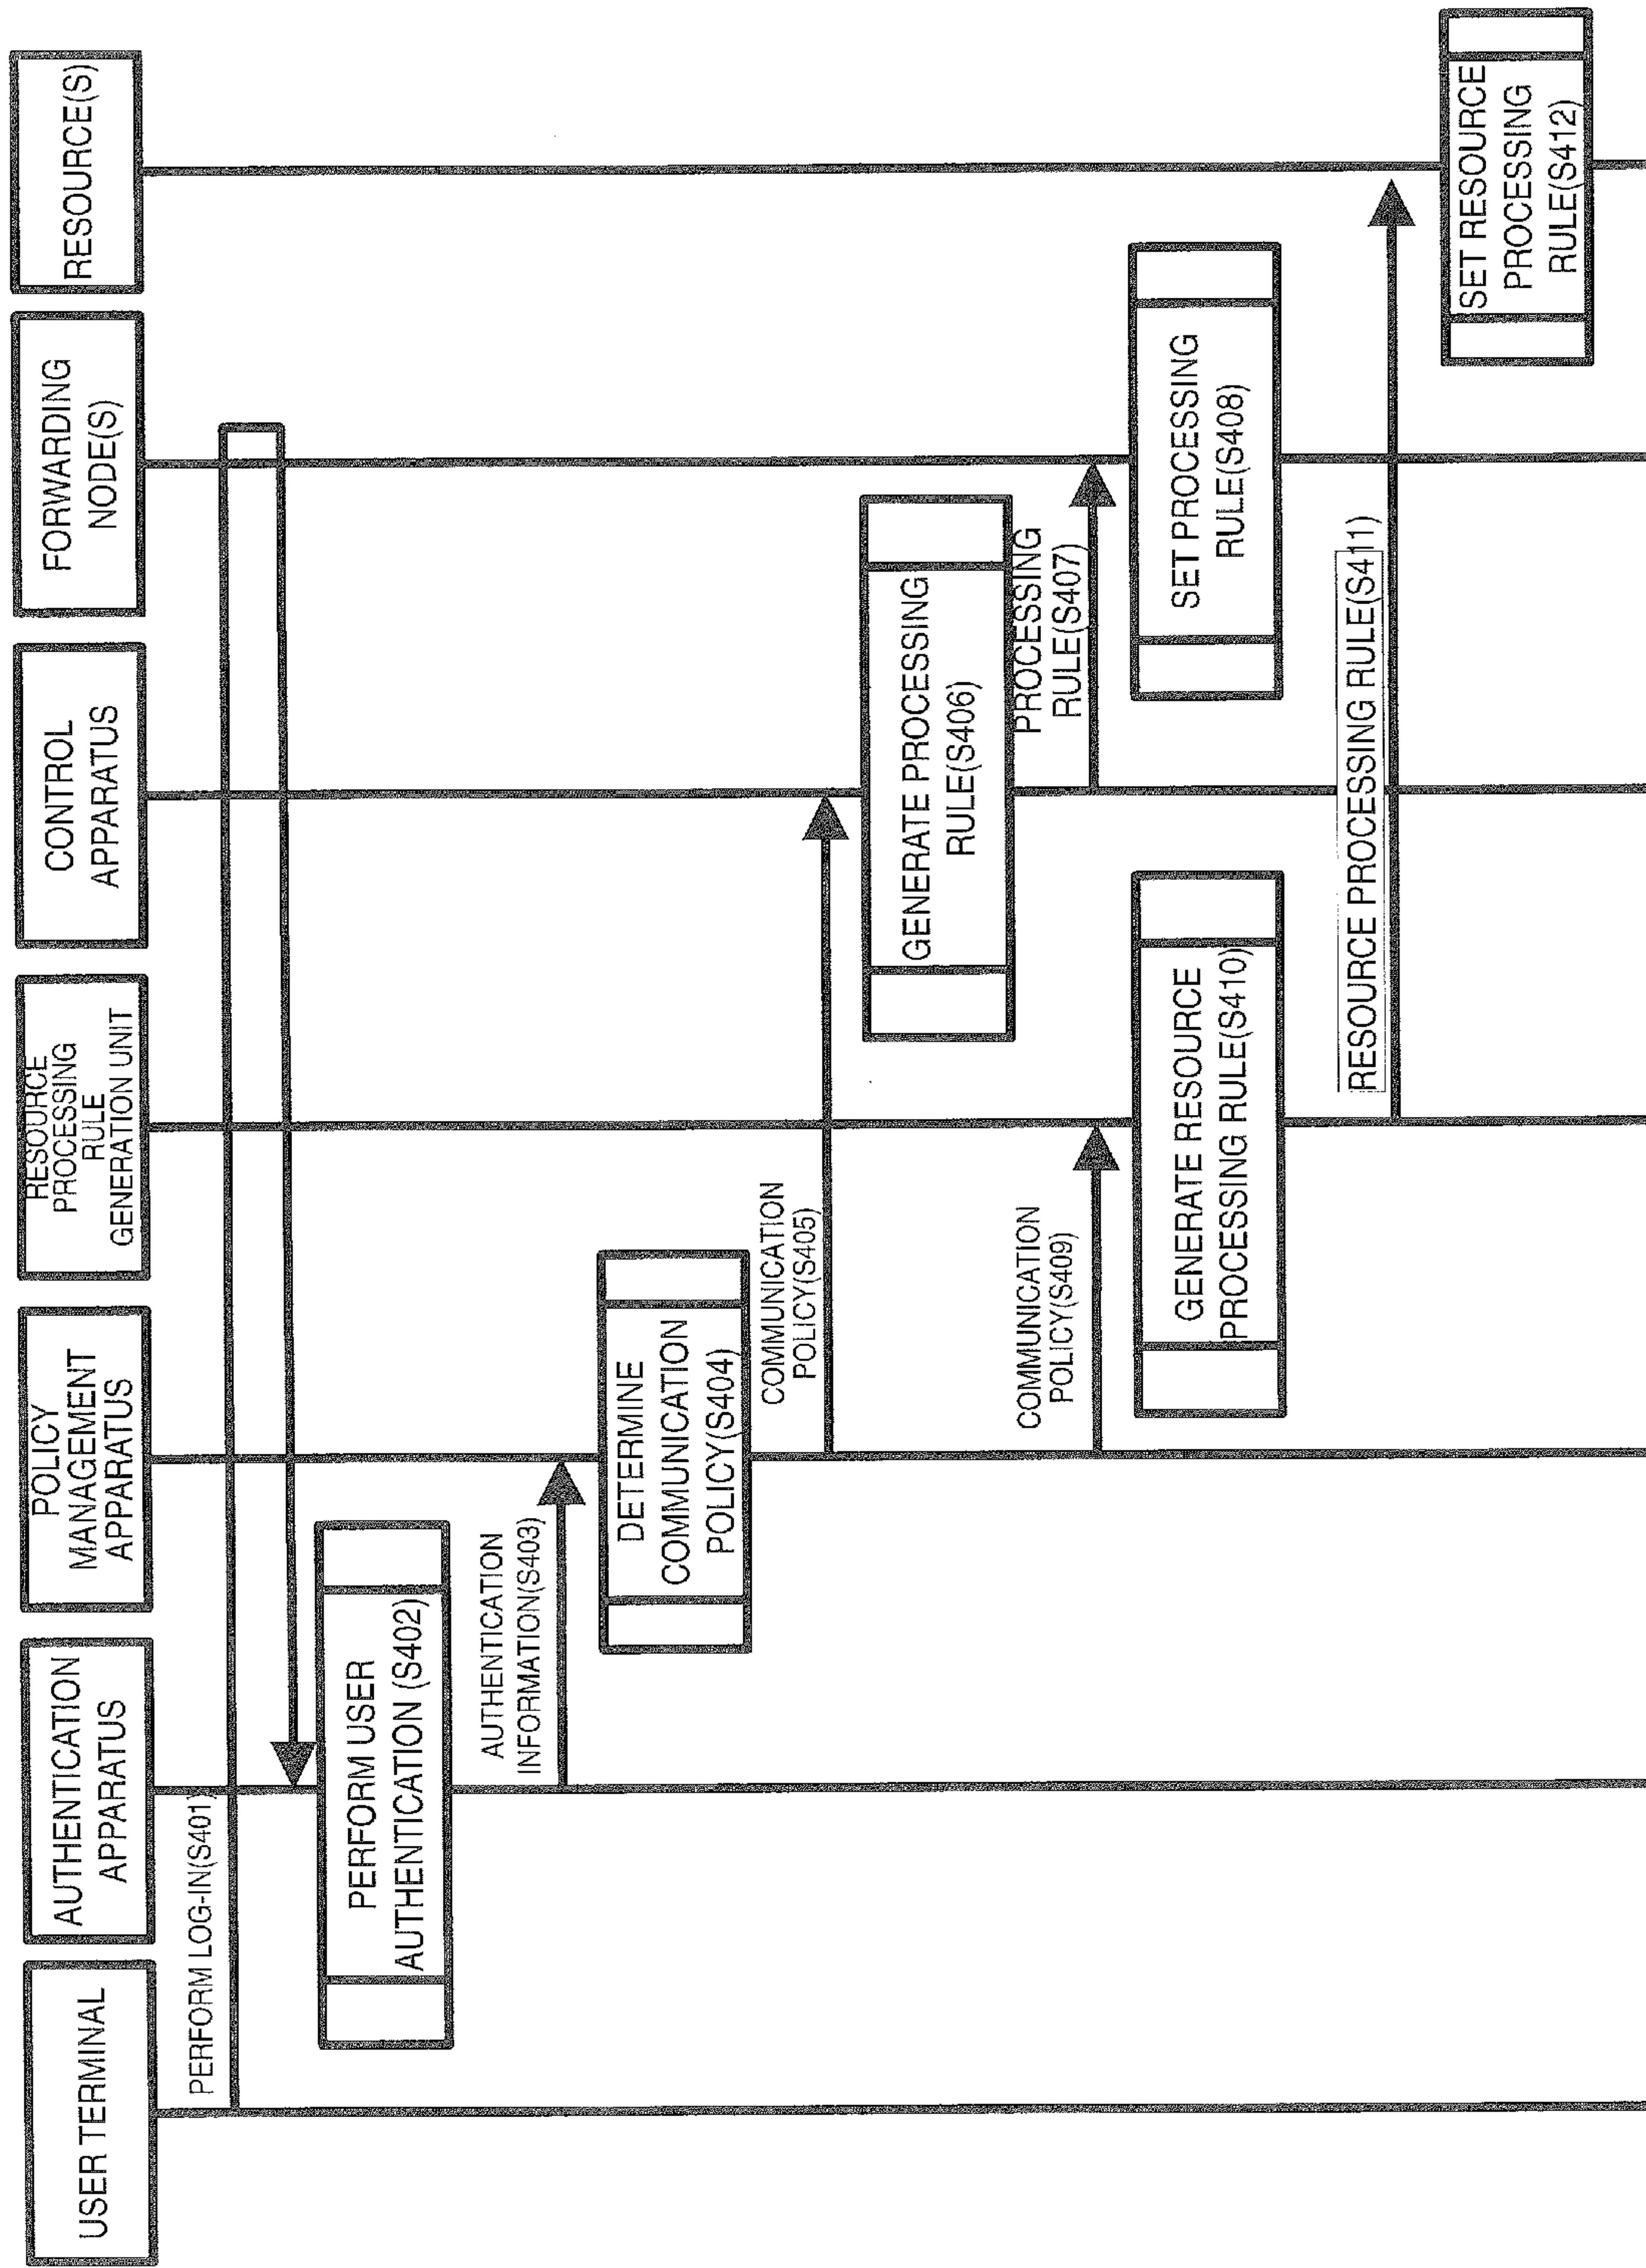 USER TERMINAL
AUTHENTICATION
APPARATUS
POLICY
MANAGEMENT
APPARATUS
RESOURCE
PROCESSING
RULE
GENERATION UNIT
CONTROL
APPARATUS
FORWARDING
NODE(S)
RESOURCE(S)
PERFORM LOG-IN(S401)
PERFORM USER
AUTHENTICATION (S402)
AUTHENTICATION
INFORMATION(S403)
DETERMINE
COMMUNICATION
POLICY(S404)
COMMUNICATION
POLICY(S405)
GENERATE PROCESSING
RULE(S406)
PROCESSING
RULE(S407)
SET PROCESSING
RULE(S408)
COMMUNICATION
POLICY(S409)
GENERATE RESOURCE
PROCESSING RULE(S410)
RESOURCE PROCESSING RULE(S411)
SET RESOURCE
PROCESSING
RULE(S412)